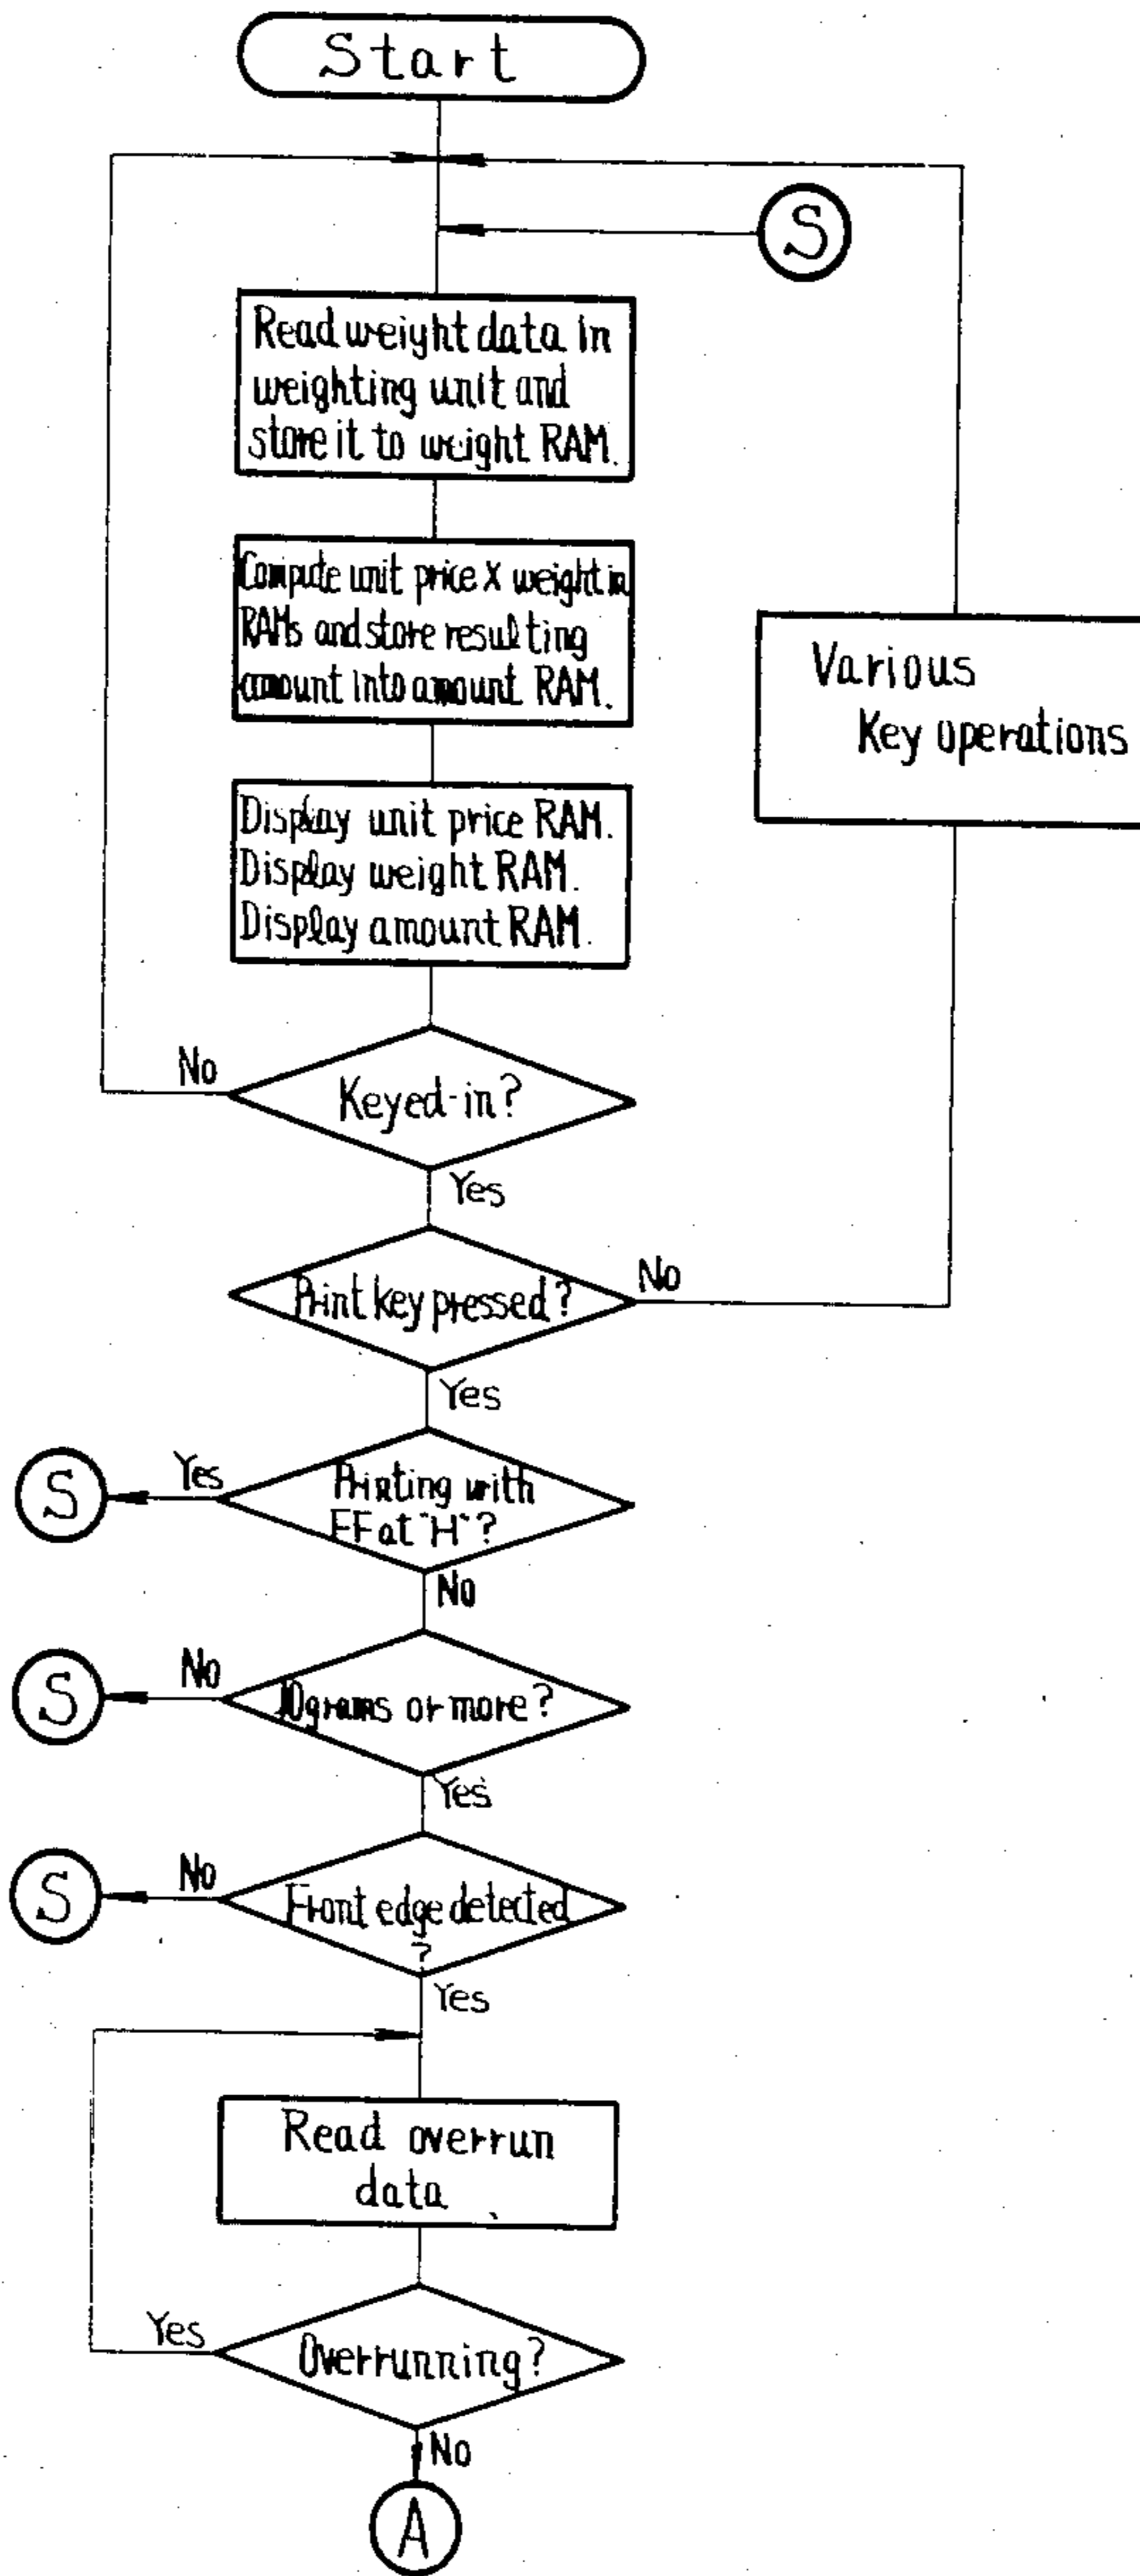 Start
S
Read weight data in
weighting unit and
store it to weight RAM.
Compute unit price X weight in
RAMs and store resulting
amount into amount RAM.
Various
Key operations
Display unit price RAM.
Display weight RAM.
Display amount RAM.
No
Keyed-in?
Yes
Print key pressed?
No
Yes
S
Yes
Printing with
FF at "H"?
No
S
No
10grams or more?
Yes
S
No
Front edge detected
?
Yes
Read overrun
data
Yes
Overrunning?
No
A